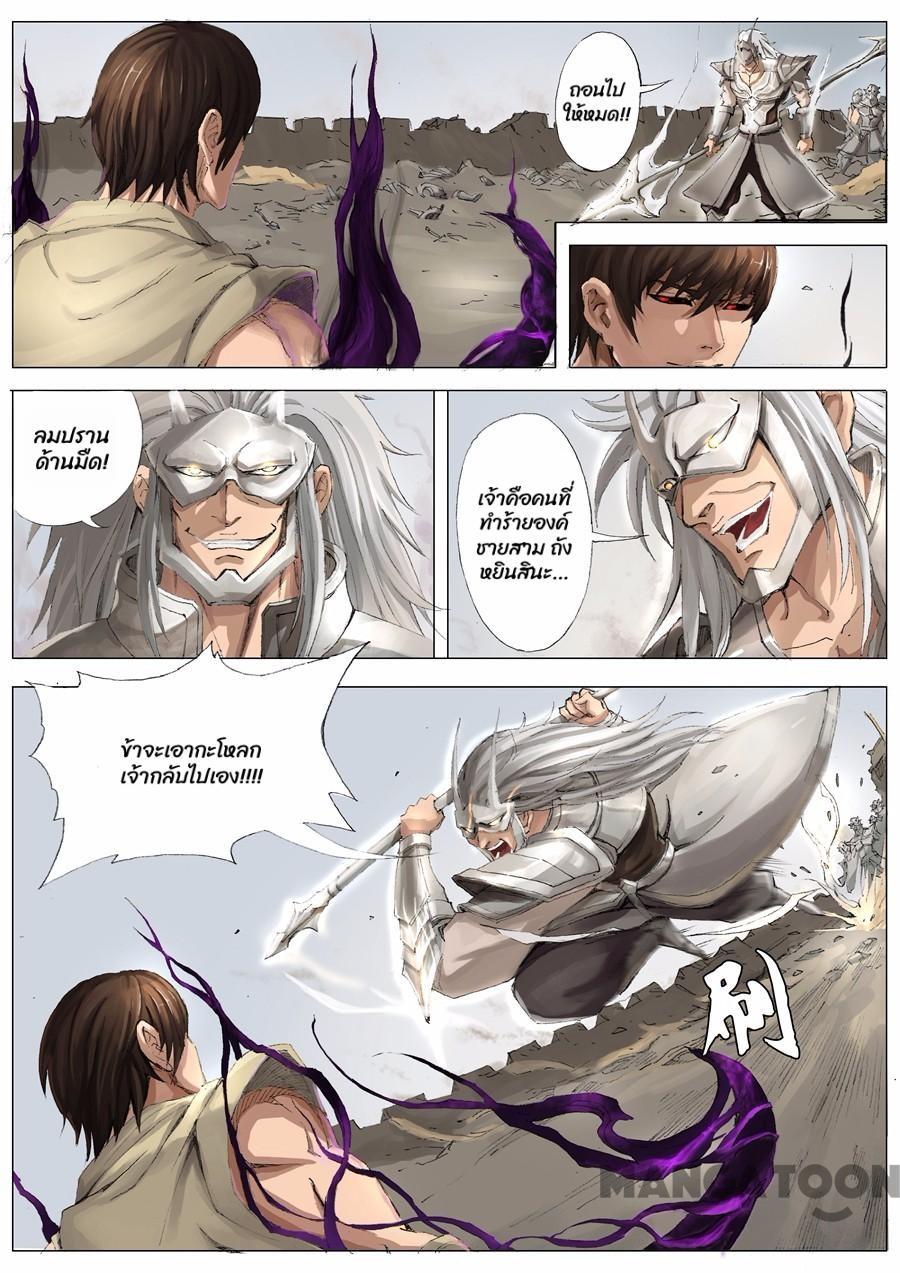 ถอนไป
ให้หมด!!
ลมปราน
ด้านมืด!
เจ้าคือคนที่
ทำร้ายองค์
ชายสาม ถัง
หยินสินะ...
ข้าจะเอากะโหลก
เจ้ากลับไปเอง!!!!
刷
MANGATOON